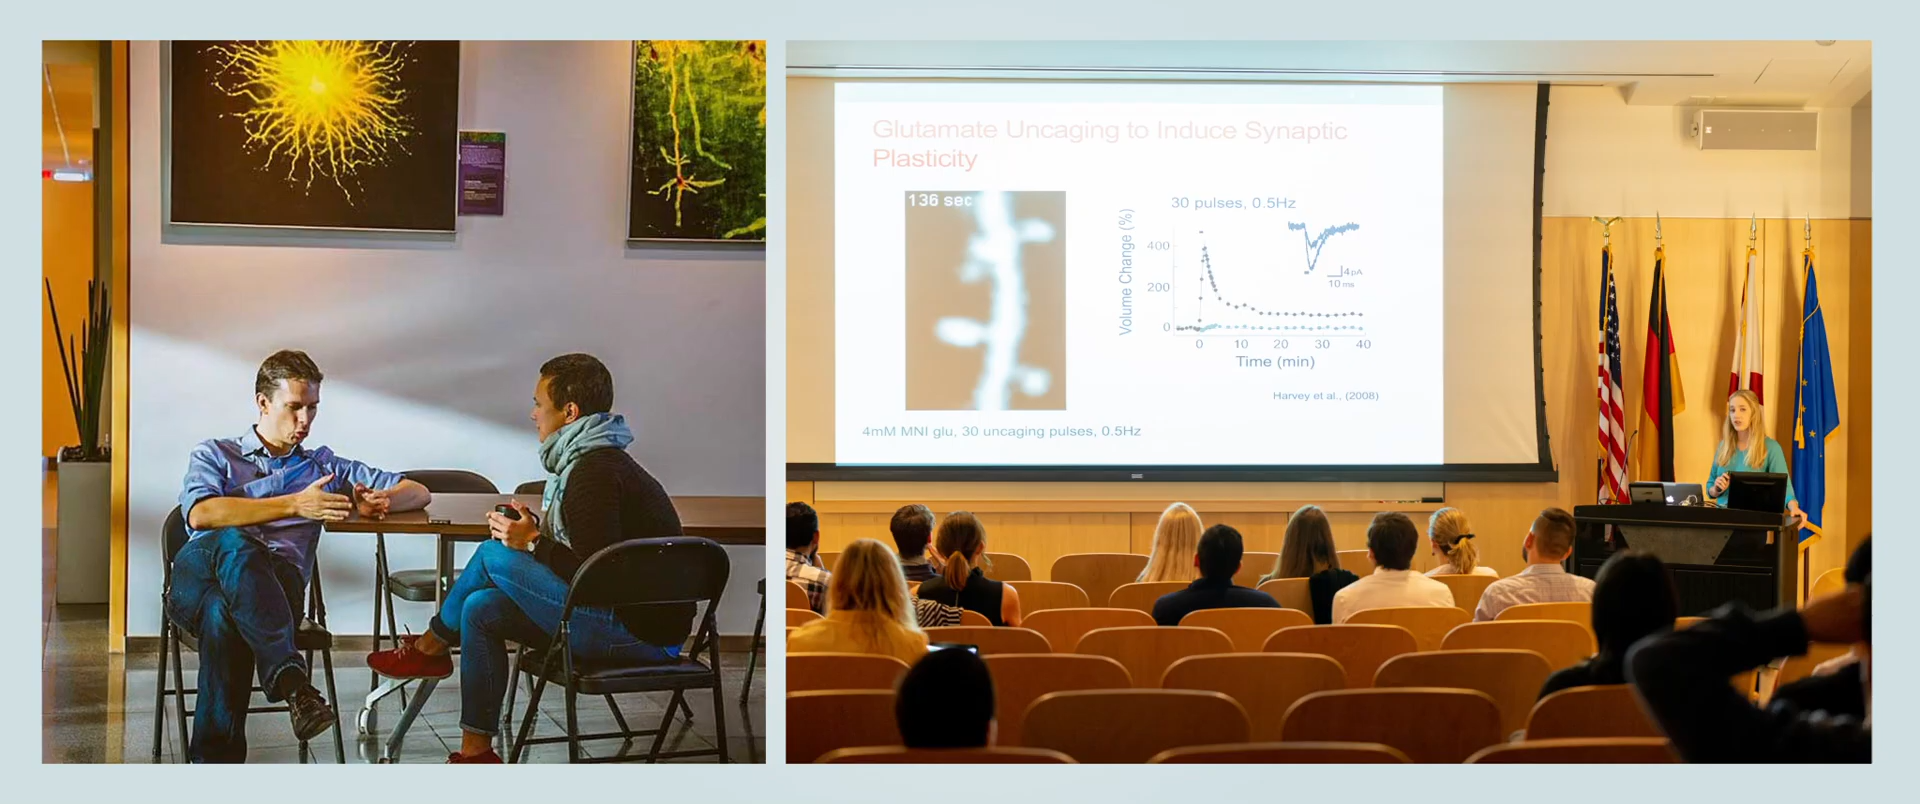 Glutamate Uncaging to Induce Synaptic
Plasticity
136 sec
30 pulses, 0.5Hz
Volume Change (%)
400
200
0
4pA
10 ms
0 10 20 30 40
Time (min)
Harvey et al., (2008)
4mM MNI glu, 30 uncaging pulses, 0.5Hz